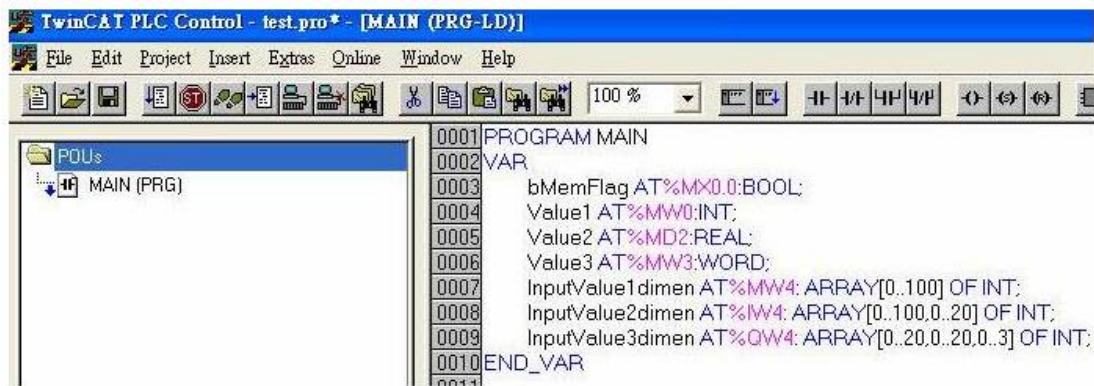 TwinCAT PLC Control - test.pro* - [MAIN (PRG-LD)]
File Edit Project Insert Extras Online Window Help
ST 100 % (S) (R)
POUs
MAIN (PRG)
0001 PROGRAM MAIN
0002 VAR
0003 bMemFlag AT%MX0.0:BOOL;
0004 Value1 AT%MW0:INT;
0005 Value2 AT%MD2:REAL;
0006 Value3 AT%MW3:WORD;
0007 InputValue1dimen AT%MW4: ARRAY[0..100] OF INT;
0008 InputValue2dimen AT%IW4: ARRAY[0..100,0..20] OF INT;
0009 InputValue3dimen AT%QW4: ARRAY[0..20,0..20,0..3] OF INT;
0010 END_VAR
0011